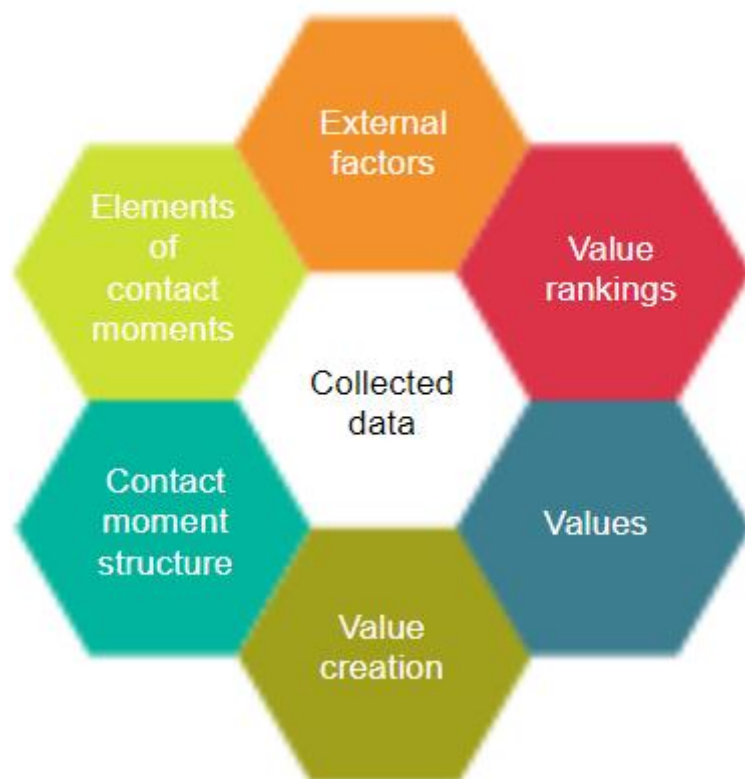 External
factors
Elements
of
contact
moments
Value
rankings
Collected
data
Contact
moment
structure
Values
Value
creation